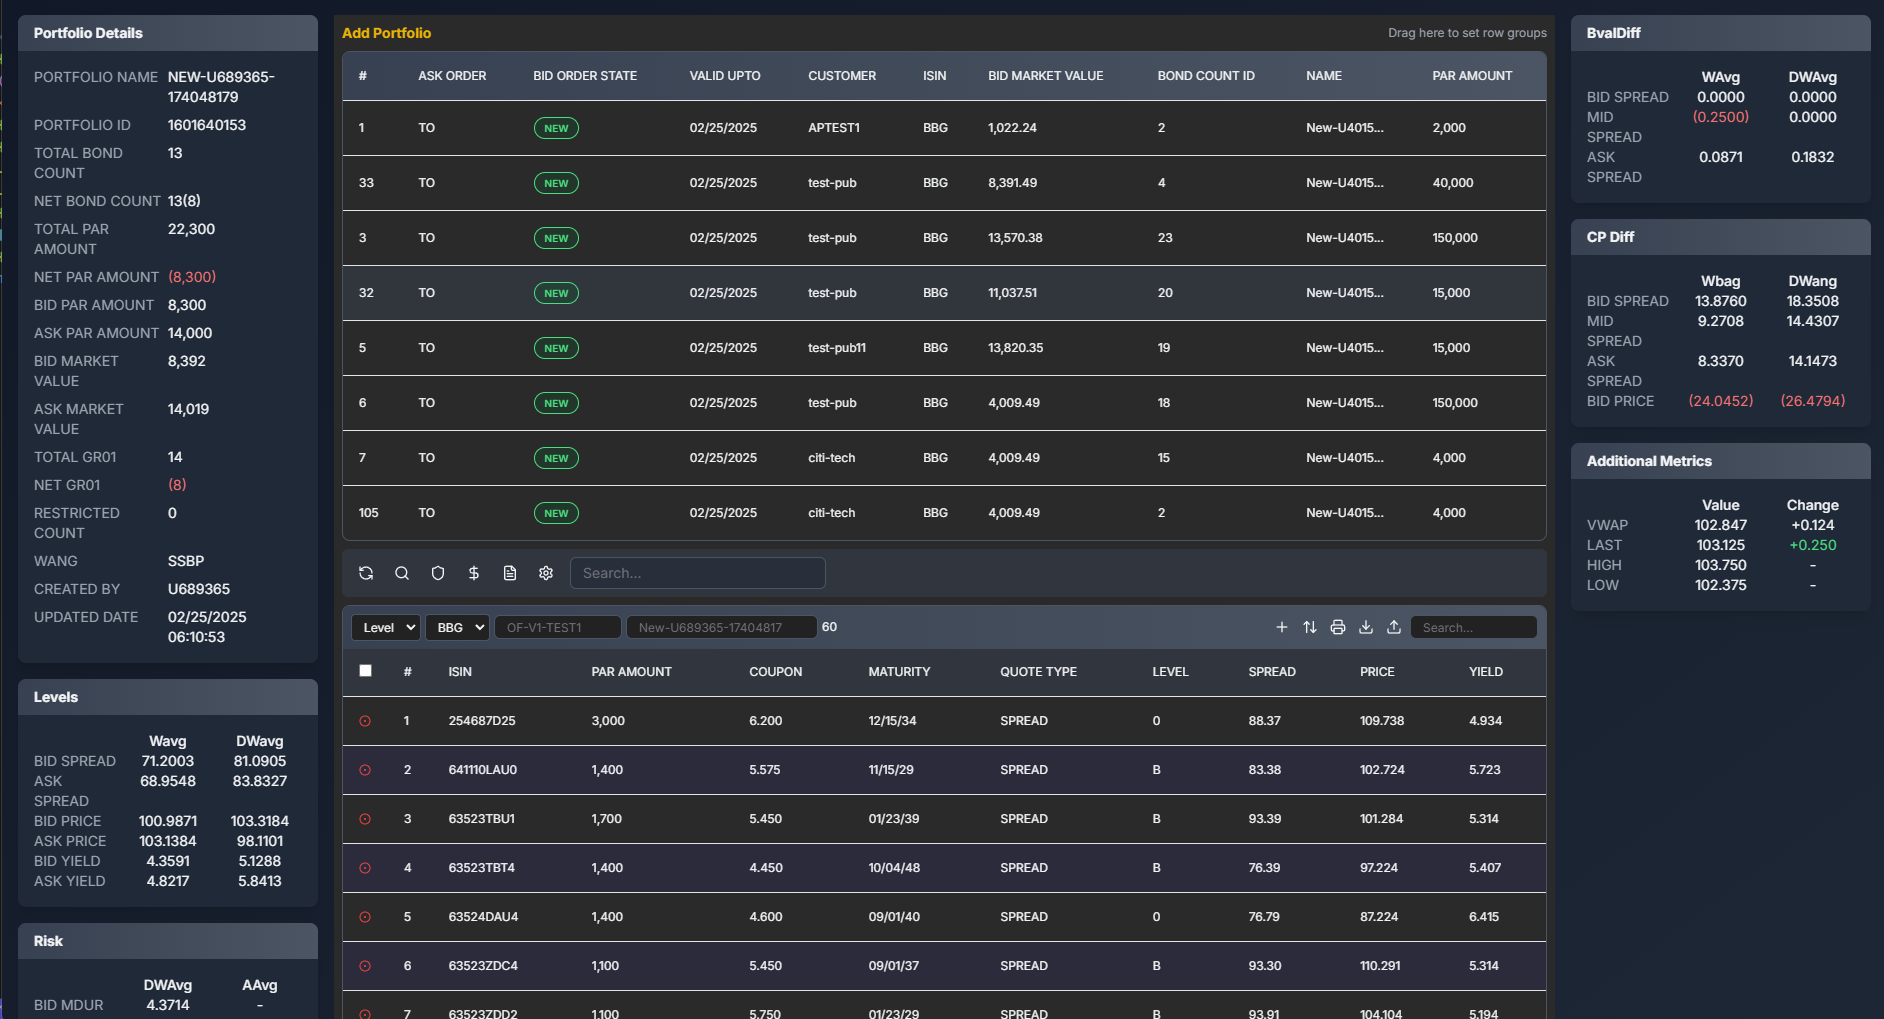 Portfolio Details
PORTFOLIO NAME NEW-U689365-
174048179
PORTFOLIO ID 1601640153
TOTAL BOND 13
COUNT
NET BOND COUNT 13(8)
TOTAL PAR 22,300
AMOUNT
NET PAR AMOUNT (8,300)
BID PAR AMOUNT 8,300
ASK PAR AMOUNT 14,000
BID MARKET 8,392
VALUE
ASK MARKET 14,019
VALUE
TOTAL GR01 14
NET GR01 (8)
RESTRICTED 0
COUNT
WANG SSBP
CREATED BY U689365
UPDATED DATE 02/25/2025
06:10:53
Levels
Wavg DWavg
BID SPREAD 71.2003 81.0905
ASK 68.9548 83.8327
SPREAD
BID PRICE 100.9871 103.3184
ASK PRICE 103.1384 98.1101
BID YIELD 4.3591 5.1288
ASK YIELD 4.8217 5.8413
Risk
DWAvg AAvg
BID MDUR 4.3714 -
Add Portfolio Drag here to set row groups
# ASK ORDER BID ORDER STATE VALID UPTO CUSTOMER ISIN BID MARKET VALUE BOND COUNT ID NAME PAR AMOUNT
1 TO NEW 02/25/2025 APTEST1 BBG 1,022.24 2 New-U4015... 2,000
33 TO NEW 02/25/2025 test-pub BBG 8,391.49 4 New-U4015... 40,000
3 TO NEW 02/25/2025 test-pub BBG 13,570.38 23 New-U4015... 150,000
32 TO NEW 02/25/2025 test-pub BBG 11,037.51 20 New-U4015... 15,000
5 TO NEW 02/25/2025 test-pub11 BBG 13,820.35 19 New-U4015... 15,000
6 TO NEW 02/25/2025 test-pub BBG 4,009.49 18 New-U4015... 150,000
7 TO NEW 02/25/2025 citi-tech BBG 4,009.49 15 New-U4015... 4,000
105 TO NEW 02/25/2025 citi-tech BBG 4,009.49 2 New-U4015... 4,000
Search...
Level BBG OF-V1-TEST1 New-U689365-17404817 60 Search...
# ISIN PAR AMOUNT COUPON MATURITY QUOTE TYPE LEVEL SPREAD PRICE YIELD
1 254687D25 3,000 6.200 12/15/34 SPREAD 0 88.37 109.738 4.934
2 641110LAU0 1,400 5.575 11/15/29 SPREAD B 83.38 102.724 5.723
3 63523TBU1 1,700 5.450 01/23/39 SPREAD B 93.39 101.284 5.314
4 63523TBT4 1,400 4.450 10/04/48 SPREAD B 76.39 97.224 5.407
5 63524DAU4 1,400 4.600 09/01/40 SPREAD 0 76.79 87.224 6.415
6 63523ZDC4 1,100 5.450 09/01/37 SPREAD B 93.30 110.291 5.314
7 63523ZDD2 1,100 5.750 01/23/29 SPREAD B 93.91 104.104 5.194
BvalDiff
WAvg DWAvg
BID SPREAD 0.0000 0.0000
MID (0.2500) 0.0000
SPREAD
ASK 0.0871 0.1832
SPREAD
CP Diff
Wbag DWang
BID SPREAD 13.8760 18.3508
MID 9.2708 14.4307
SPREAD
ASK 8.3370 14.1473
SPREAD
BID PRICE (24.0452) (26.4794)
Additional Metrics
Value Change
VWAP 102.847 +0.124
LAST 103.125 +0.250
HIGH 103.750 -
LOW 102.375 -